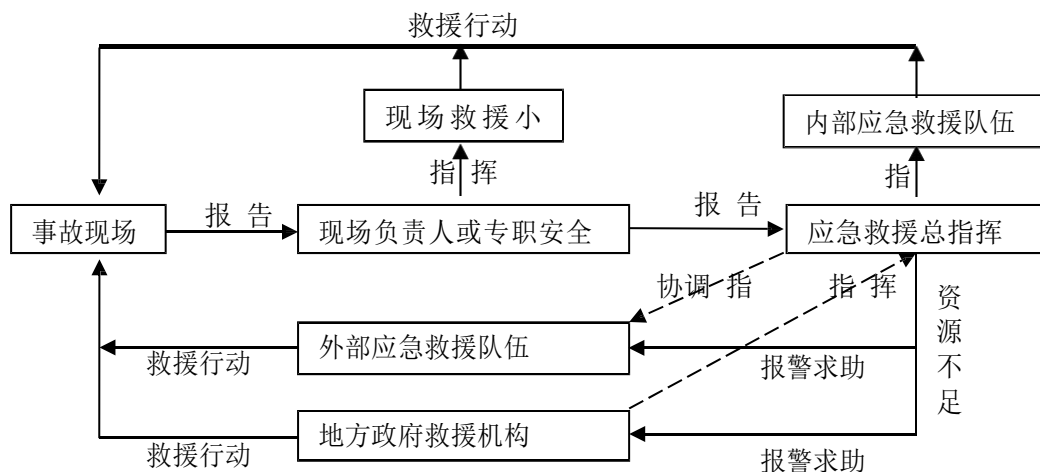 救援行动
现场救援小
内部应急救援队伍
指 挥
指
事故现场
报 告
现场负责人或专职安全
报 告
应急救援总指挥
协调 指
指 挥
资源不足
外部应急救援队伍
救援行动
报警求助
地方政府救援机构
救援行动
报警求助